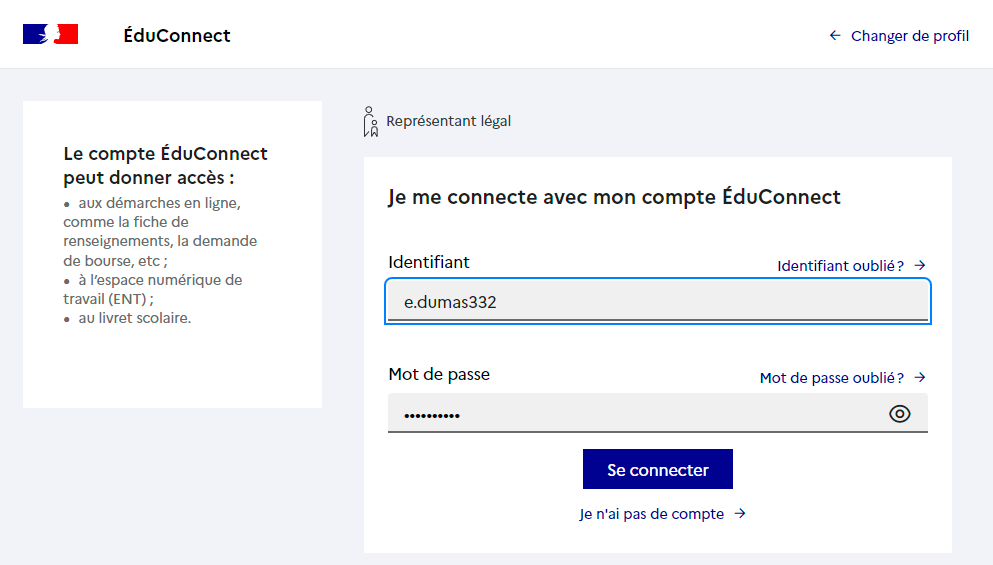 ÉduConnect
← Changer de profil
Le compte ÉduConnect
peut donner accès :
• aux démarches en ligne,
comme la fiche de
renseignements, la demande
de bourse, etc ;
• à l’espace numérique de
travail (ENT) ;
• au livret scolaire.
Représentant légal
Je me connecte avec mon compte ÉduConnect
Identifiant
Identifiant oublié ? →
e.dumas332
Mot de passe
Mot de passe oublié ? →
••••••••••
Se connecter
Je n'ai pas de compte →